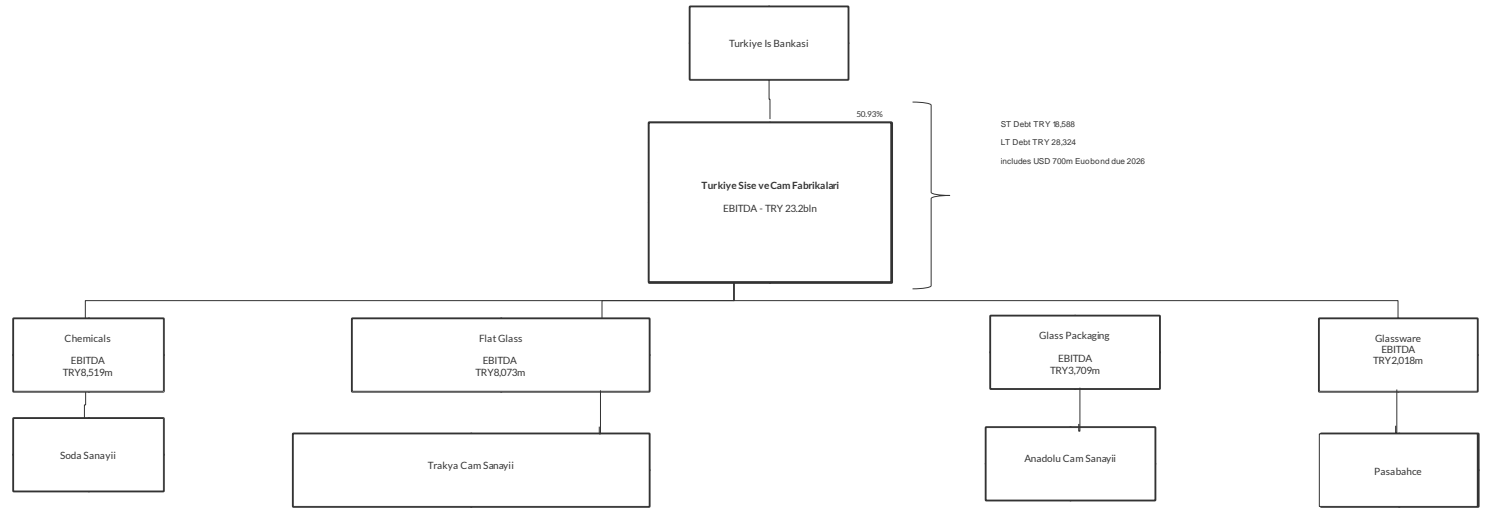 Turkiye Is Bankasi
50.93%
Turkiye Sise ve Cam Fabrikalari
EBITDA - TRY 23.2bln
ST Debt TRY 18,588
LT Debt TRY 28,324
includes USD 700m Euobond due 2026
Chemicals
EBITDA
TRY8,519m
Flat Glass
EBITDA
TRY8,073m
Glass Packaging
EBITDA
TRY3,709m
Glassware
EBITDA
TRY2,018m
Soda Sanayii
Trakya Cam Sanayii
Anadolu Cam Sanayii
Pasabahce